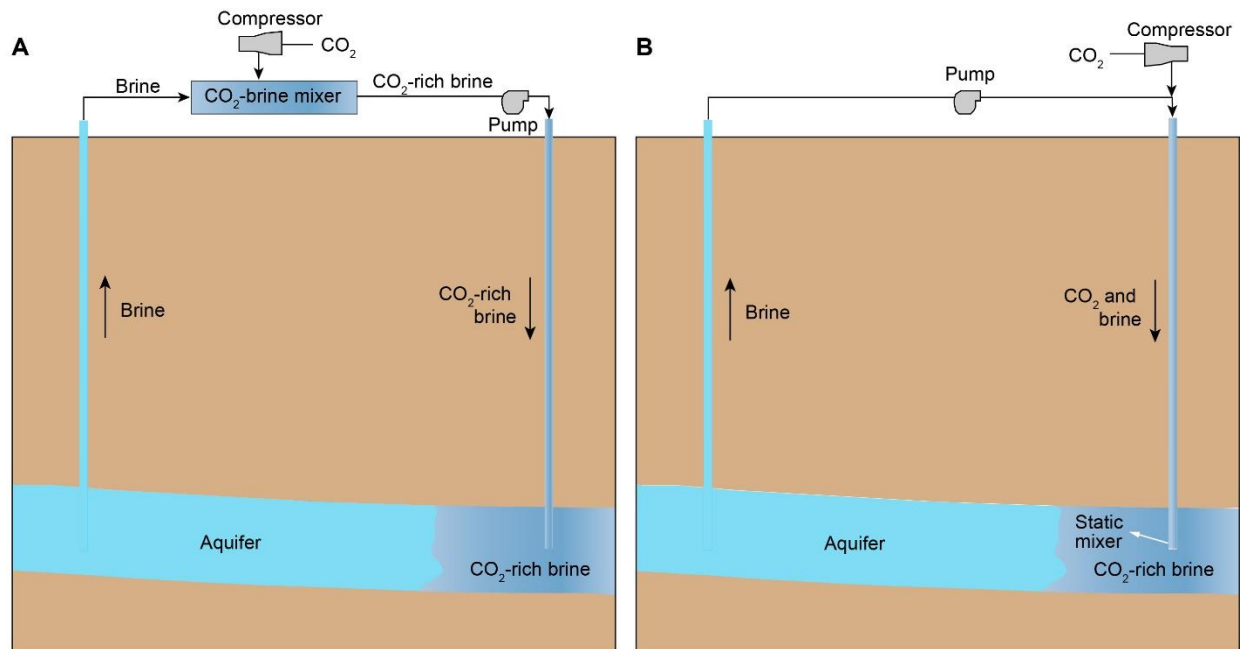 A
Compressor
CO₂
Brine
CO₂-brine mixer
CO₂-rich brine
Pump
Brine
CO₂-rich
brine
Aquifer
CO₂-rich brine
B
Compressor
CO₂
Pump
Brine
CO₂ and
brine
Static
mixer
Aquifer
CO₂-rich brine